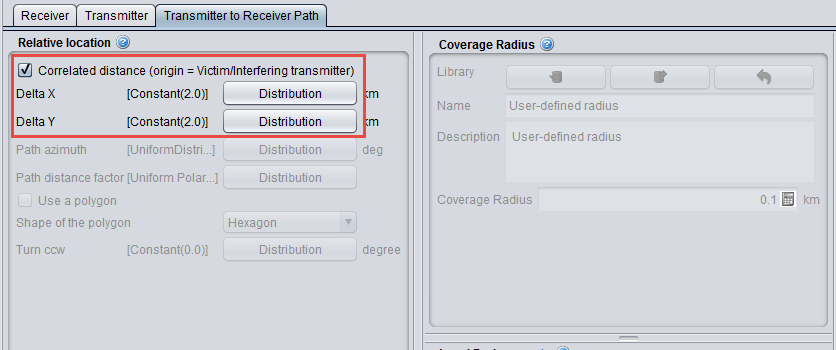 Receiver Transmitter Transmitter to Receiver Path
Relative location
Correlated distance (origin = Victim/Interfering transmitter)
Delta X [Constant(2.0)] Distribution km
Delta Y [Constant(2.0)] Distribution km
Path azimuth [UniformDistri...] Distribution deg
Path distance factor [Uniform Polar...] Distribution
Use a polygon
Shape of the polygon Hexagon
Turn ccw [Constant(0.0)] Distribution degree
Coverage Radius
Library
Name User-defined radius
Description User-defined radius
Coverage Radius 0.1 km